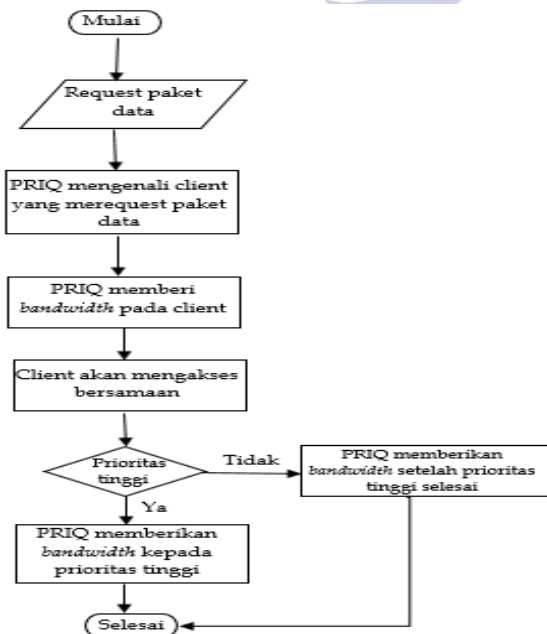 Mulai
Request paket
data
PRIQ mengenali client
yang merequest paket
data
PRIQ memberi
bandwidth pada client
Client akan mengakses
bersamaan
Prioritas
tinggi
Tidak
PRIQ memberikan
bandwidth setelah prioritas
tinggi selesai
Ya
PRIQ memberikan
bandwidth kepada
prioritas tinggi
Selesai